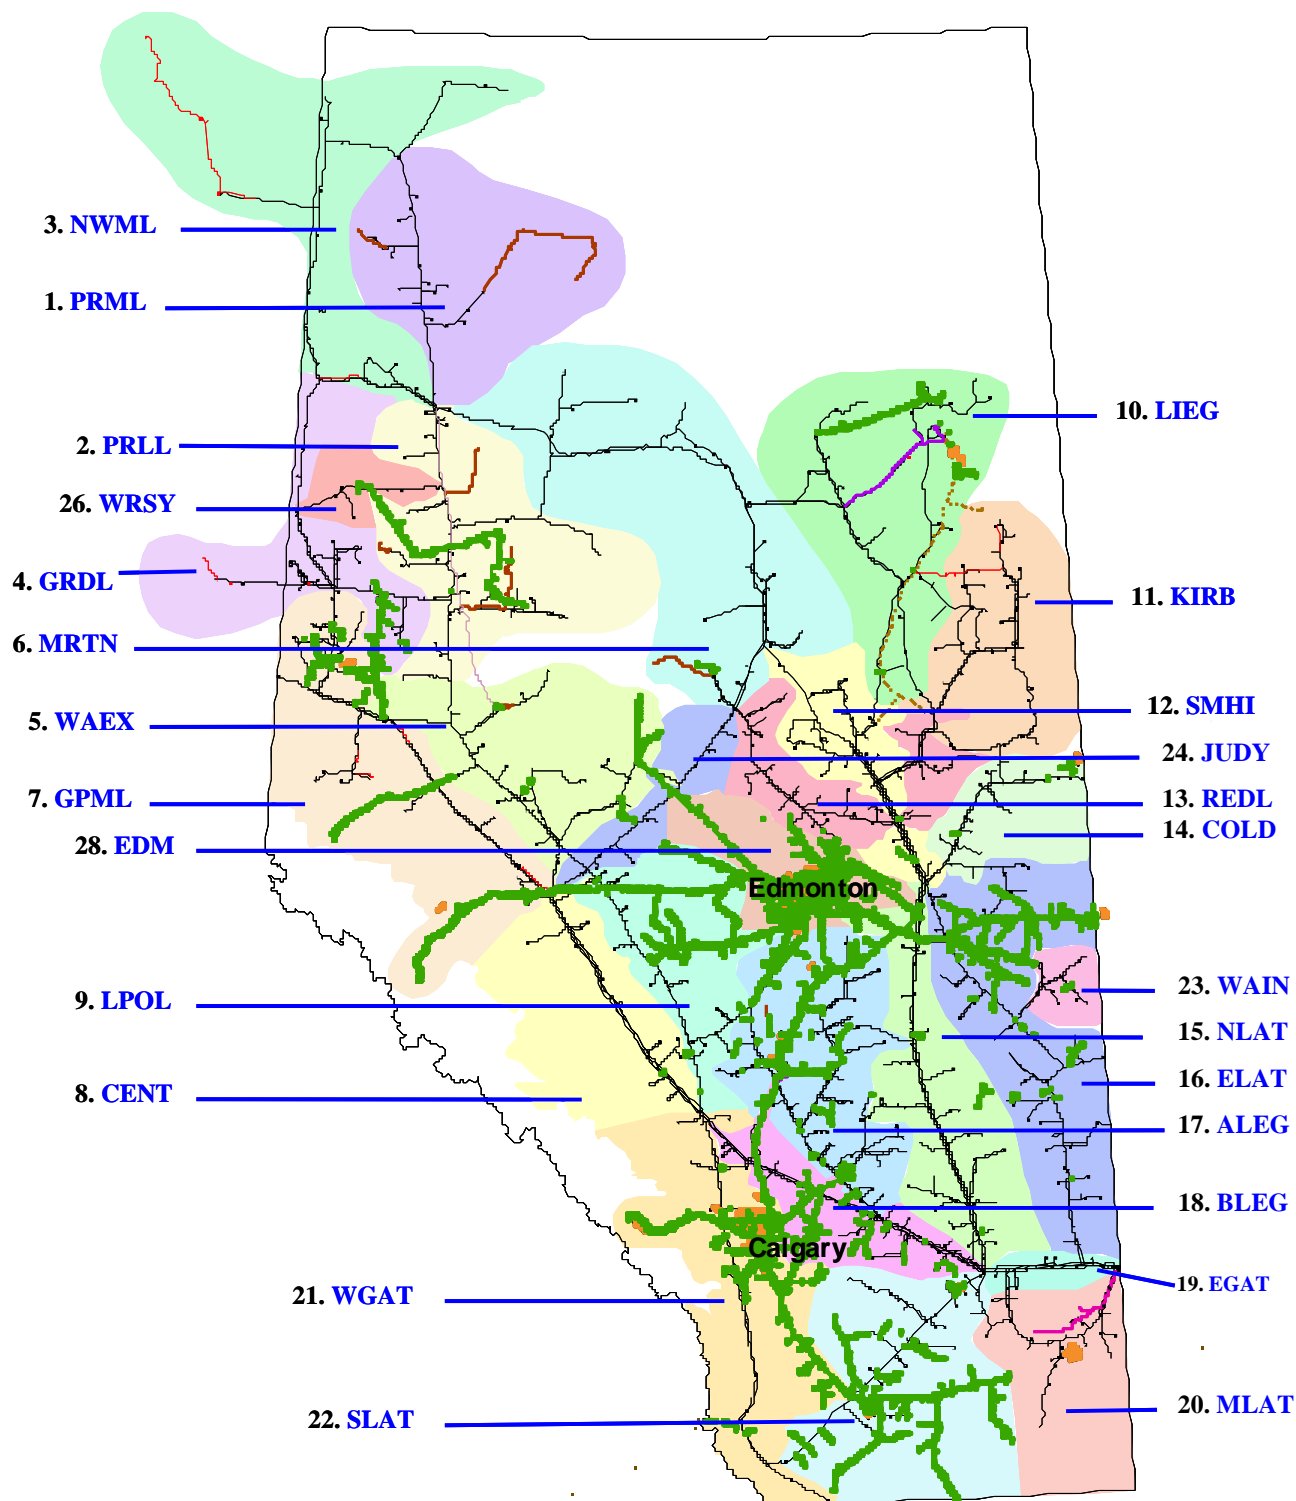 3. NWML
1. PRML
10. LIEG
2. PRLL
26. WRSY
4. GRDL
11. KIRB
6. MRTN
12. SMHI
5. WAEX
24. JUDY
7. GPML
13. REDL
14. COLD
28. EDM
Edmonton
23. WAIN
9. LPOL
15. NLAT
16. ELAT
8. CENT
17. ALEG
18. BLEG
Calgary
19. EGAT
21. WGAT
20. MLAT
22. SLAT